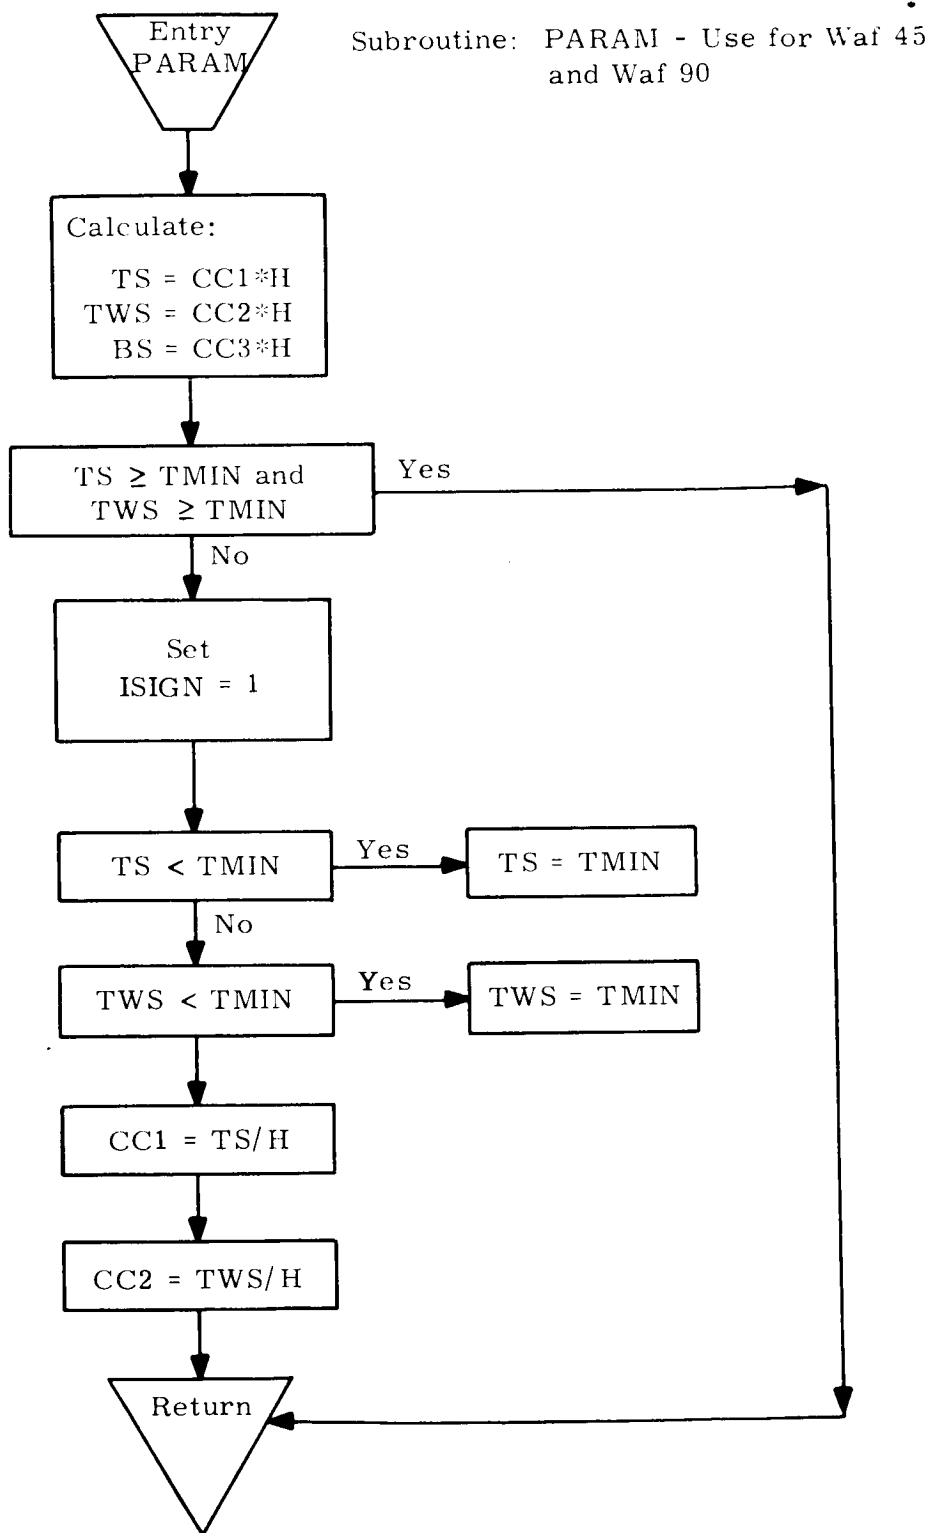 Entry
PARAM
Subroutine: PARAM - Use for Waf 45
and Waf 90
Calculate:
TS = CC1*H
TWS = CC2*H
BS = CC3*H
TS ≥ TMIN and
TWS ≥ TMIN
Yes
No
Set
ISIGN = 1
TS < TMIN
Yes
TS = TMIN
No
TWS < TMIN
Yes
TWS = TMIN
CC1 = TS/H
CC2 = TWS/H
Return